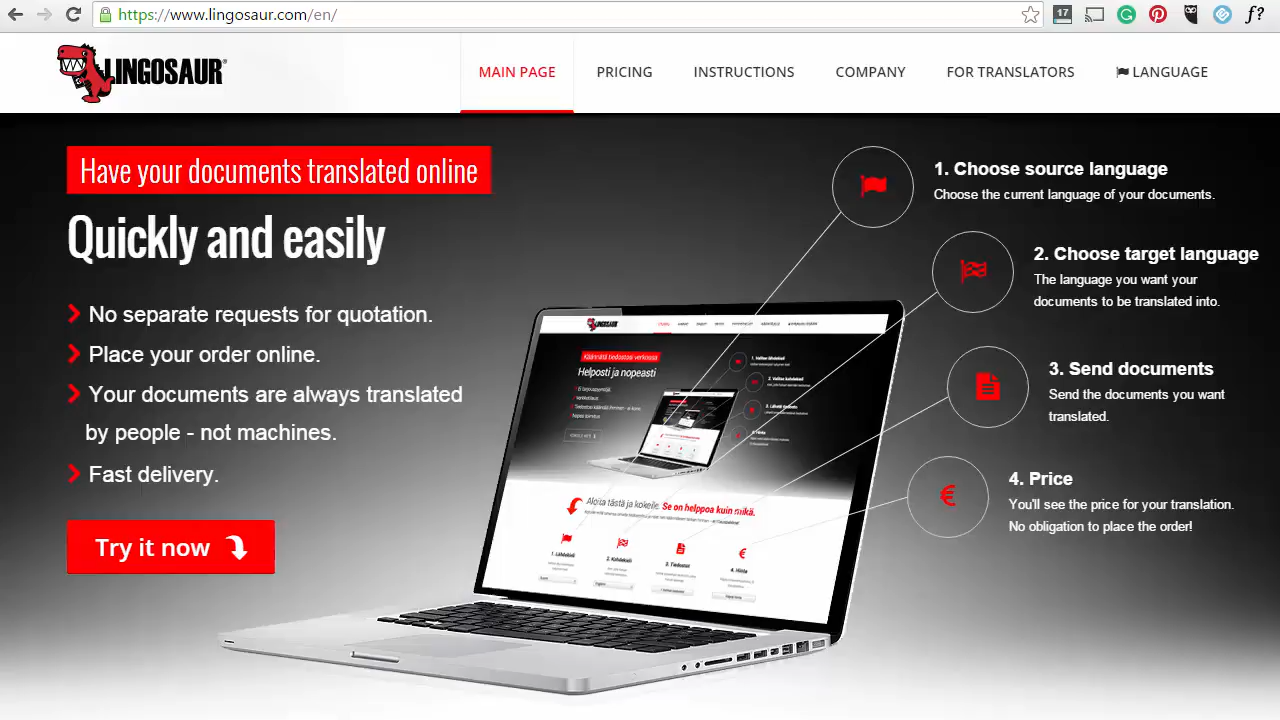 https://www.lingosaur.com/en/
17
f?
LINGOSAUR
MAIN PAGE
PRICING
INSTRUCTIONS
COMPANY
FOR TRANSLATORS
LANGUAGE
Have your documents translated online
Quickly and easily
No separate requests for quotation.
Place your order online.
Your documents are always translated
by people - not machines.
Fast delivery.
Try it now
1. Choose source language
Choose the current language of your documents.
2. Choose target language
The language you want your
documents to be translated into.
3. Send documents
Send the documents you want
translated.
4. Price
You'll see the price for your translation.
No obligation to place the order!
LINGOSAUR
Käännätä tiedostosi verkossa
Helposti ja nopeasti
Aloita tästä ja kokeile. Se on helppoa kuin mikä.
1. Lähdekieli
2. Kohdekieli
3. Tiedostot
4. Hinta